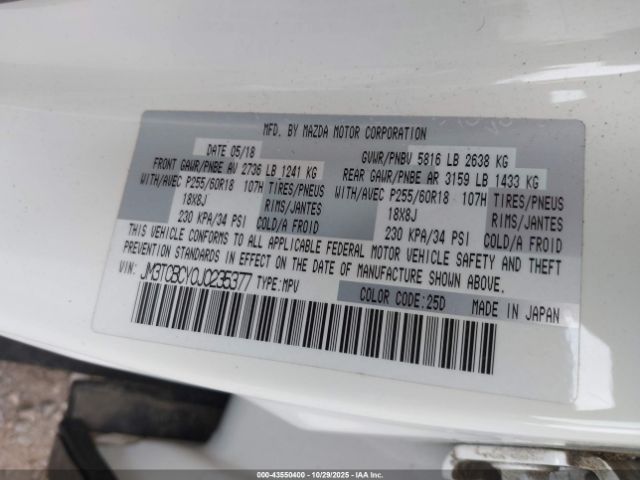 MFD. BY MAZDA MOTOR CORPORATION
DATE 05/18 GVWR/PNBV 5816 LB 2638 KG
FRONT GAWR/PNBE AV 2736 LB 1241 KG REAR GAWR/PNBE AR 3159 LB 1433 KG
WITH/AVEC P255/60R18 107H TIRES/PNEUS WITH/AVEC P255/60R18 107H TIRES/PNEUS
18X8J RIMS/JANTES 18X8J RIMS/JANTES
230 KPA/34 PSI COLD/A FROID 230 KPA/34 PSI COLD/A FROID
THIS VEHICLE CONFORMS TO ALL APPLICABLE FEDERAL MOTOR VEHICLE SAFETY AND THEFT
PREVENTION STANDARDS IN EFFECT ON THE DATE OF MANUFACTURE SHOWN ABOVE.
VIN: JM3TCBCY0J0235377 TYPE:MPV
COLOR CODE:25D MADE IN JAPAN
000-43550400 - 10/29/2025 - IAA, Inc.